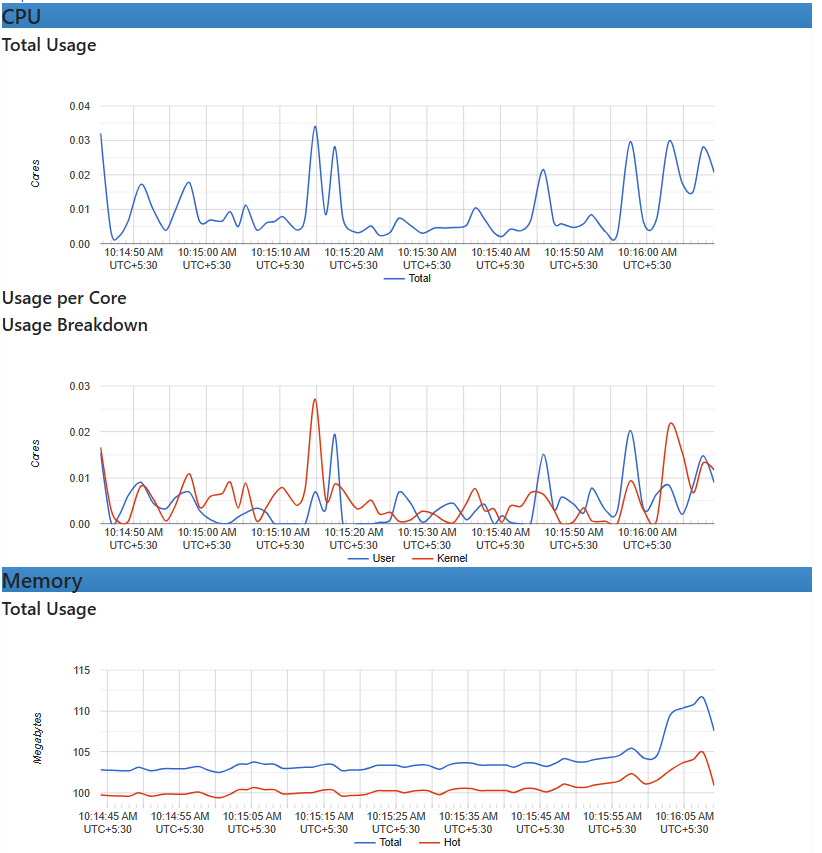 CPU
Total Usage
0.04
0.03
0.02
0.01
0.00
Cores
10:14:50 AM 10:15:00 AM 10:15:10 AM 10:15:20 AM 10:15:30 AM 10:15:40 AM 10:15:50 AM 10:16:00 AM
UTC+5:30 UTC+5:30 UTC+5:30 UTC+5:30 UTC+5:30 UTC+5:30 UTC+5:30 UTC+5:30
Total
Usage per Core
Usage Breakdown
0.03
0.02
0.01
0.00
Cores
10:14:50 AM 10:15:00 AM 10:15:10 AM 10:15:20 AM 10:15:30 AM 10:15:40 AM 10:15:50 AM 10:16:00 AM
UTC+5:30 UTC+5:30 UTC+5:30 UTC+5:30 UTC+5:30 UTC+5:30 UTC+5:30 UTC+5:30
User Kernel
Memory
Total Usage
115
110
105
100
Megabytes
10:14:45 AM 10:14:55 AM 10:15:05 AM 10:15:15 AM 10:15:25 AM 10:15:35 AM 10:15:45 AM 10:15:55 AM 10:16:05 AM
UTC+5:30 UTC+5:30 UTC+5:30 UTC+5:30 UTC+5:30 UTC+5:30 UTC+5:30 UTC+5:30 UTC+5:30
Total Hot